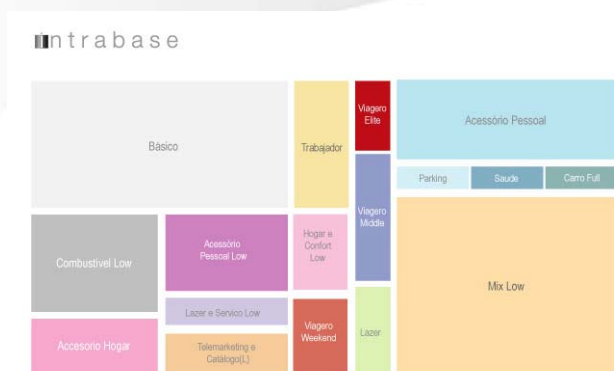 intrabase
Básico
Trabajador
Viagero
Elite
Acessório Pessoal
Parking
Saude
Carro Full
Viagero
Middle
Combustivel Low
Acessório
Pessoal Low
Hogar e
Confort
Low
Mix Low
Lazer e Servico Low
Accesorio Hogar
Telemarketing e
Catálogo(L)
Viagero
Weekend
Lazer